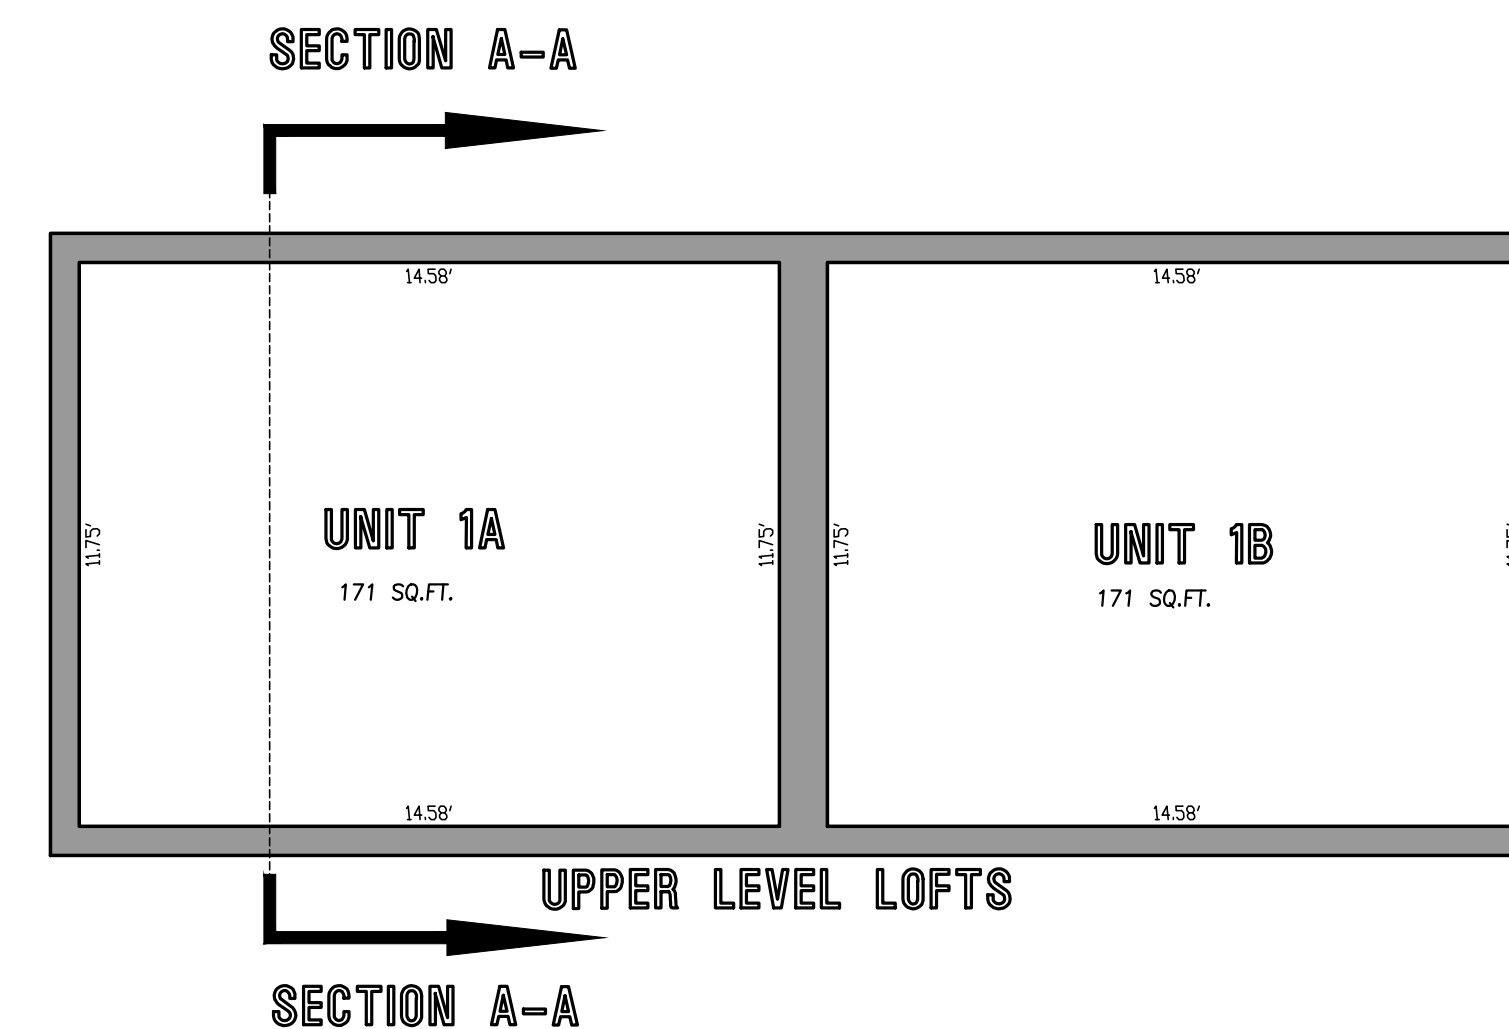 SECTION A-A
14.58'
14.58'
11.75'
UNIT 1A
171 SQ.FT.
11.75'
11.75'
UNIT 1B
171 SQ.FT.
14.58'
14.58'
UPPER LEVEL LOFTS
SECTION A-A